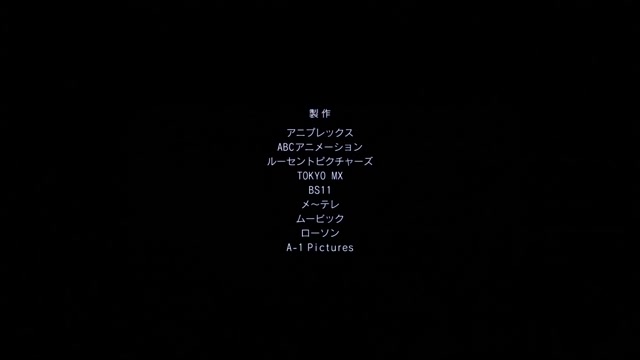 製作
アニプレックス
ABCアニメーション
ルーセントピクチャーズ
TOKYO MX
BS11
メ～テレ
ムービック
ローソン
A-1 Pictures